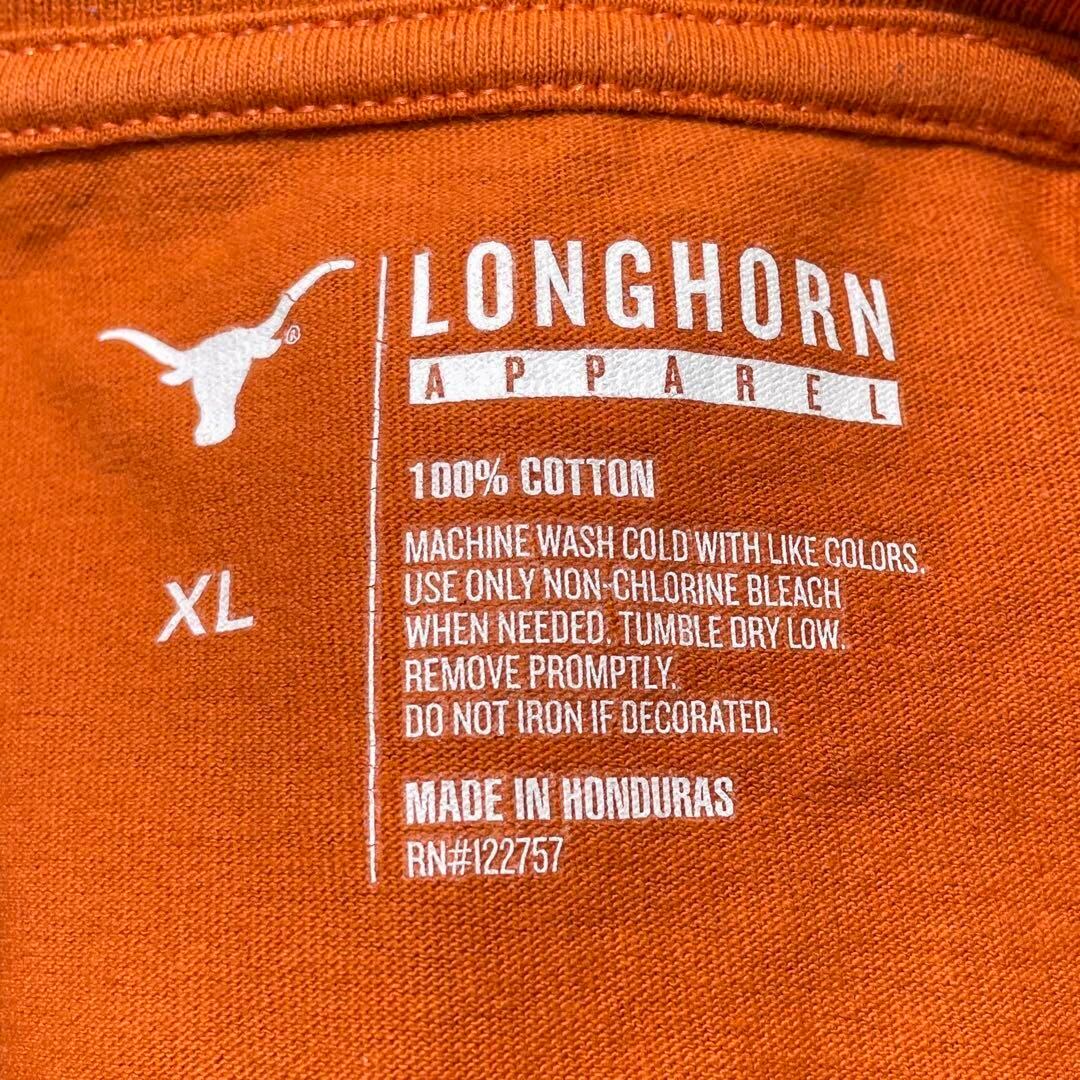 LONGHORN
APPAREL
100% COTTON
MACHINE WASH COLD WITH LIKE COLORS.
USE ONLY NON-CHLORINE BLEACH
WHEN NEEDED. TUMBLE DRY LOW.
REMOVE PROMPTLY.
DO NOT IRON IF DECORATED.
XL
MADE IN HONDURAS
RN#122757
®